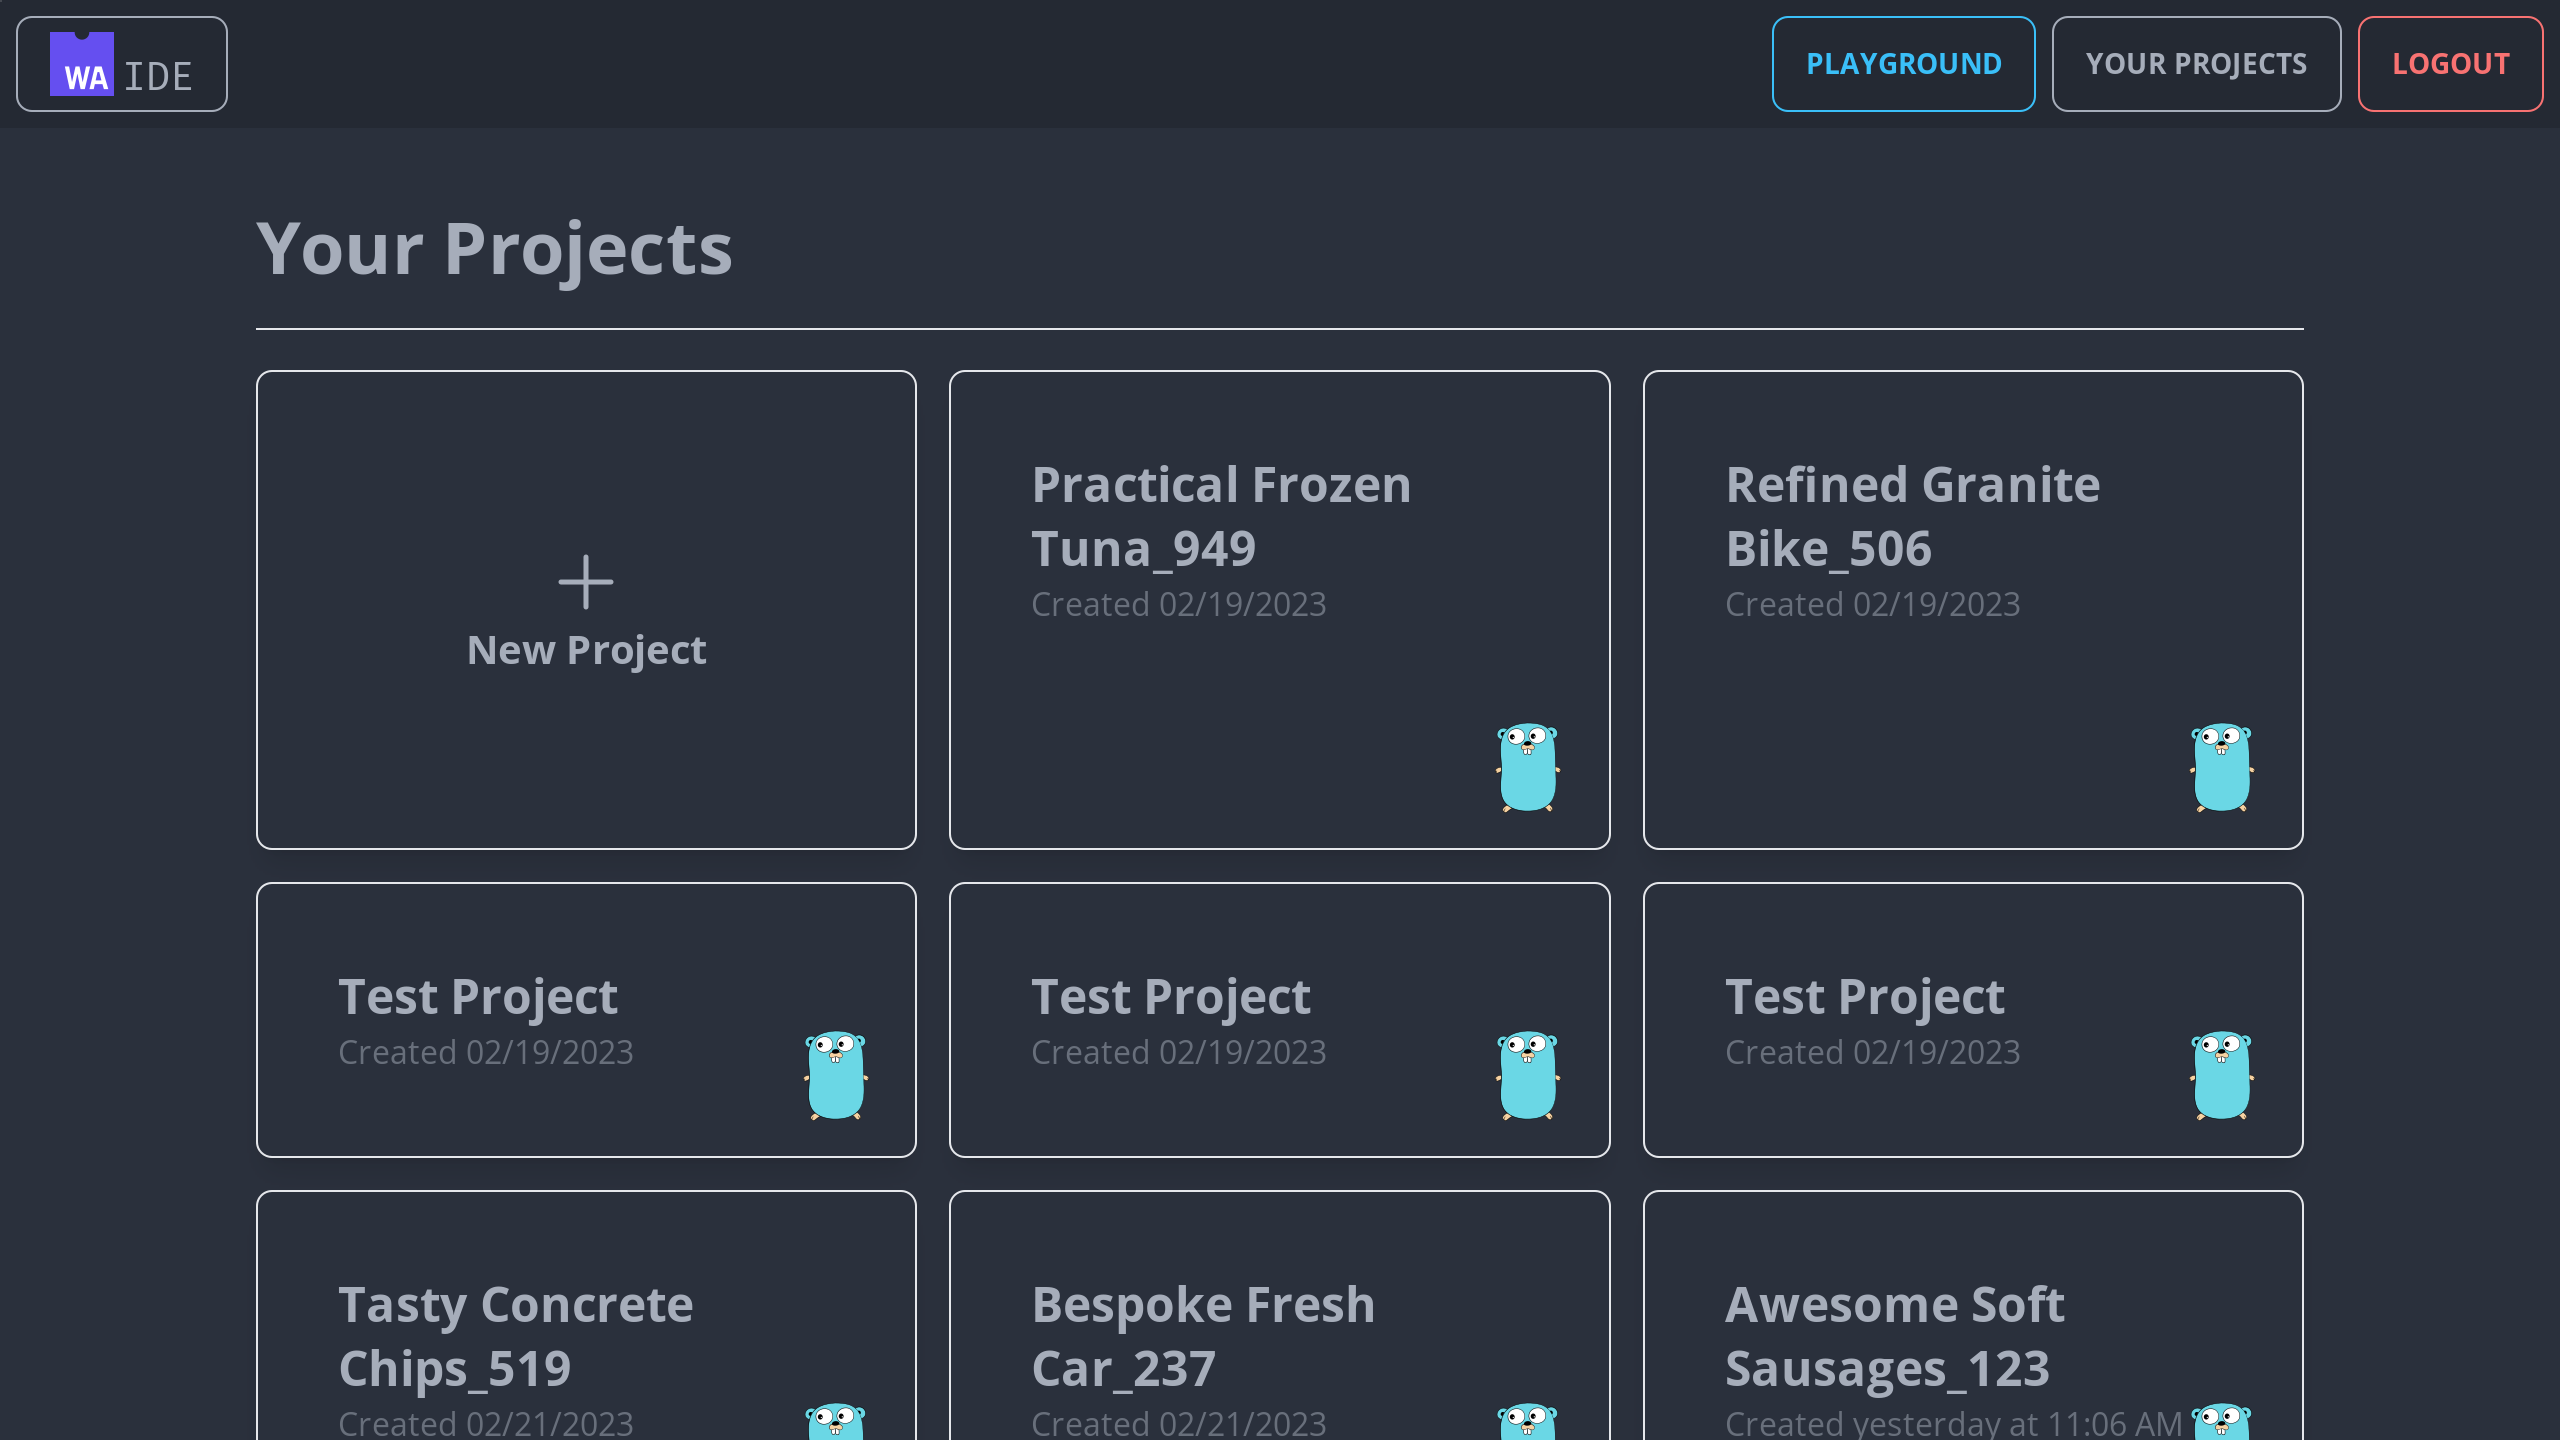 WA IDE
PLAYGROUND
YOUR PROJECTS
LOGOUT
Your Projects
New Project
Practical Frozen
Tuna_949
Created 02/19/2023
Refined Granite
Bike_506
Created 02/19/2023
Test Project
Created 02/19/2023
Test Project
Created 02/19/2023
Test Project
Created 02/19/2023
Tasty Concrete
Chips_519
Created 02/21/2023
Bespoke Fresh
Car_237
Created 02/21/2023
Awesome Soft
Sausages_123
Created yesterday at 11:06 AM